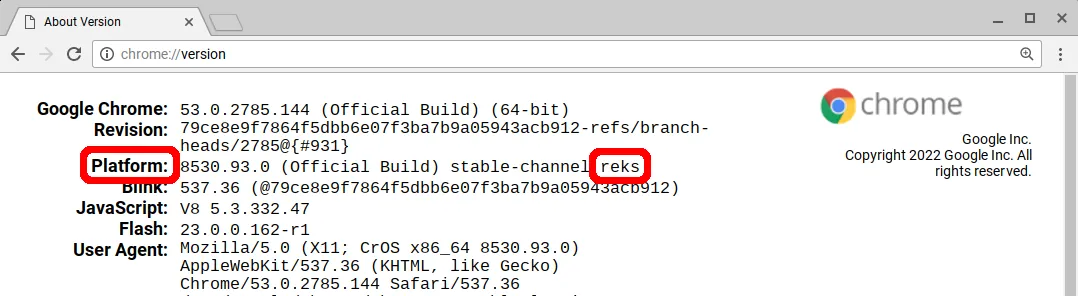 About Version
chrome://version
chrome
Google Chrome: 53.0.2785.144 (Official Build) (64-bit)
Revision: 79ce8e9f7864f5dbb6e07f3ba7b9a05943acb912-refs/branch-
heads/2785@{#931}
Platform: 8530.93.0 (Official Build) stable-channel reks
Blink: 537.36 (@79ce8e9f7864f5dbb6e07f3ba7b9a05943acb912)
JavaScript: V8 5.3.332.47
Flash: 23.0.0.162-r1
User Agent: Mozilla/5.0 (X11; CrOS x86_64 8530.93.0)
AppleWebKit/537.36 (KHTML, like Gecko)
Chrome/53.0.2785.144 Safari/537.36
Google Inc.
Copyright 2022 Google Inc. All
rights reserved.